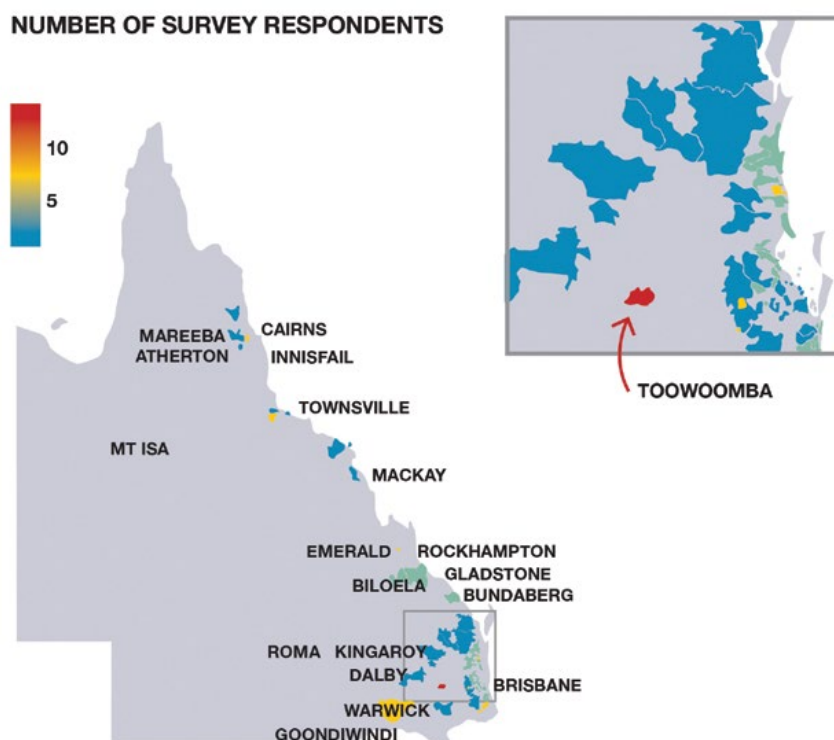 NUMBER OF SURVEY RESPONDENTS
10
5
TOOWOOMBA
MAREEBA
CAIRNS
ATHERTON
INNISFAIL
TOWNSVILLE
MT ISA
MACKAY
EMERALD
ROCKHAMPTON
GLADSTONE
BILOELA
BUNDABERG
ROMA
KINGAROY
DALBY
BRISBANE
WARWICK
GOONDIWINDI